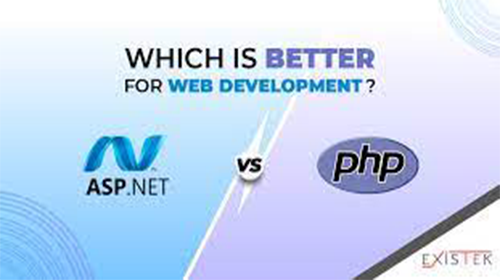 WHICH IS BETTER
FOR WEB DEVELOPMENT?
ASP.NET
VS
php
EXISTEK